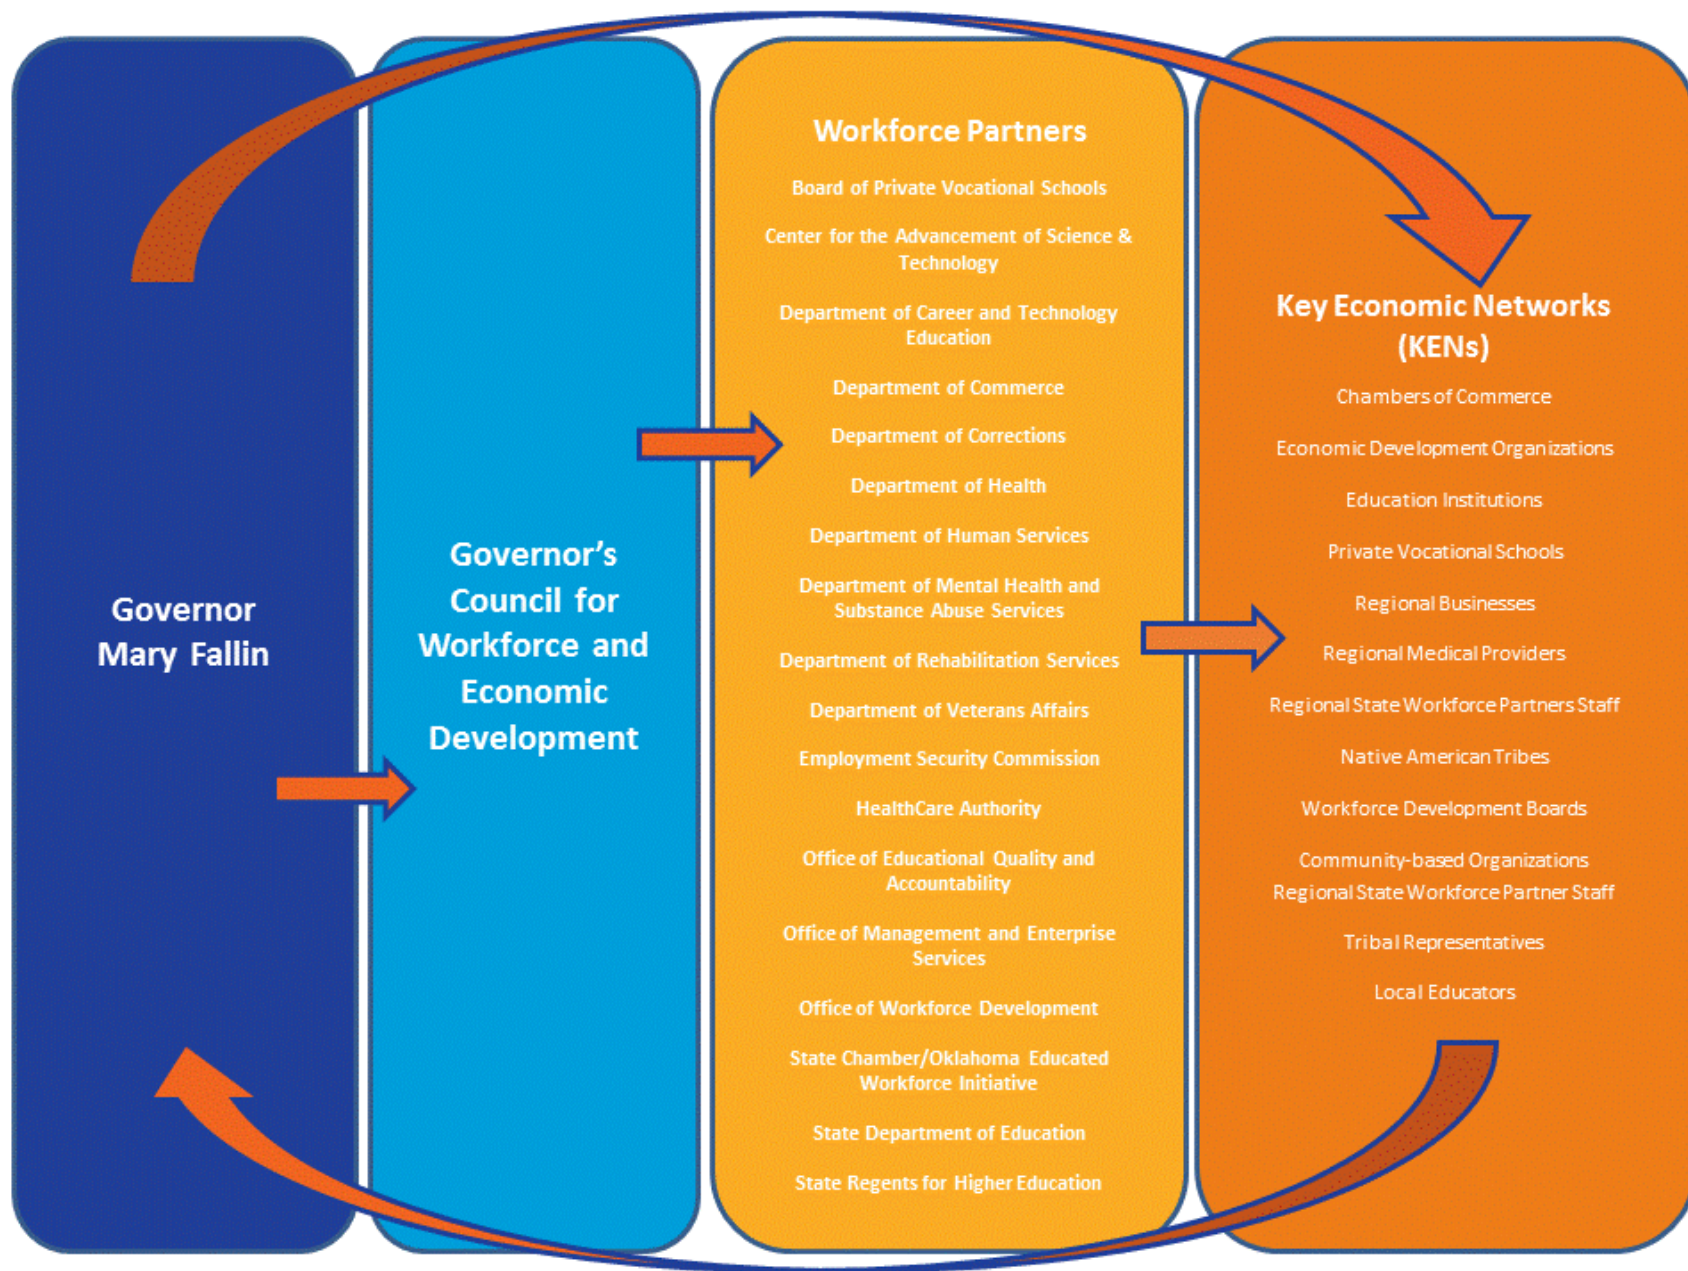 Governor
Mary Fallin
Governor’s
Council for
Workforce and
Economic
Development
Workforce Partners
Board of Private Vocational Schools
Center for the Advancement of Science &
Technology
Department of Career and Technology
Education
Department of Commerce
Department of Corrections
Department of Health
Department of Human Services
Department of Mental Health and
Substance Abuse Services
Department of Rehabilitation Services
Department of Veterans Affairs
Employment Security Commission
HealthCare Authority
Office of Educational Quality and
Accountability
Office of Management and Enterprise
Services
Office of Workforce Development
State Chamber/Oklahoma Educated
Workforce Initiative
State Department of Education
State Regents for Higher Education
Key Economic Networks
(KENs)
Chambers of Commerce
Economic Development Organizations
Education Institutions
Private Vocational Schools
Regional Businesses
Regional Medical Providers
Regional State Workforce Partners Staff
Native American Tribes
Workforce Development Boards
Community-based Organizations
Regional State Workforce Partner Staff
Tribal Representatives
Local Educators